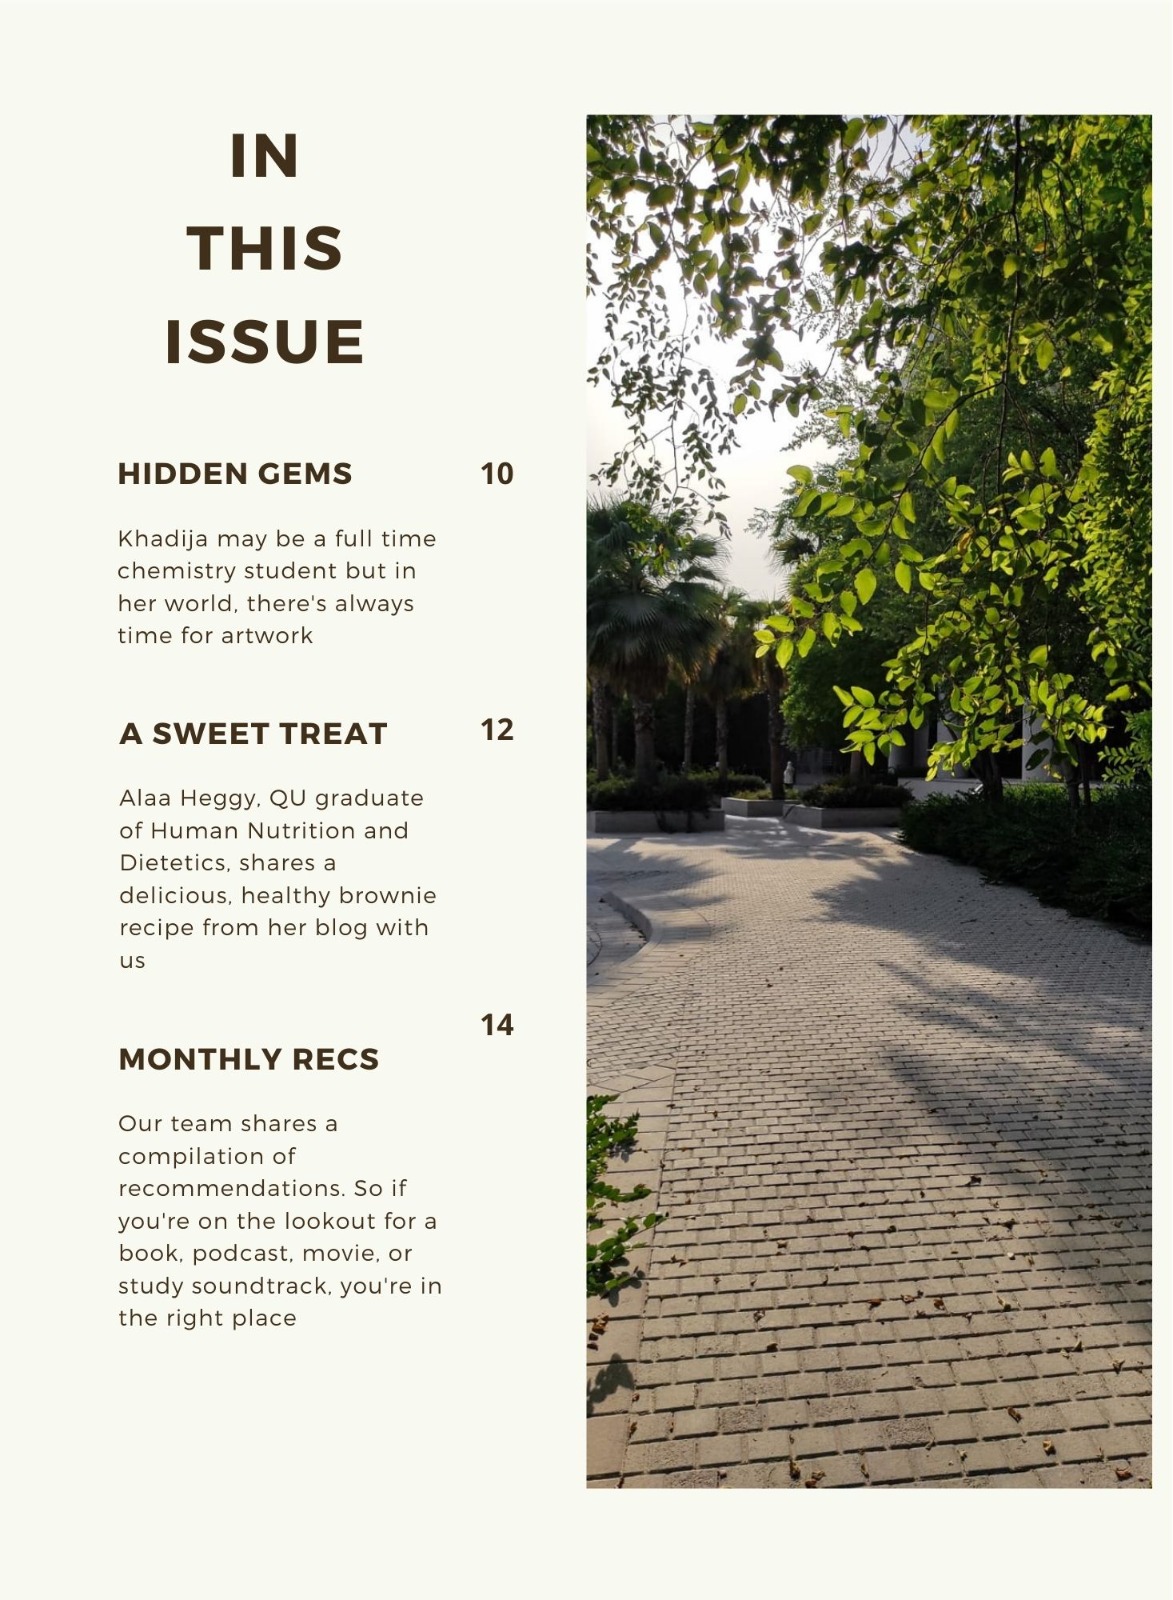 IN
THIS
ISSUE
HIDDEN GEMS 10
Khadija may be a full time
chemistry student but in
her world, there's always
time for artwork
A SWEET TREAT 12
Alaa Heggy, QU graduate
of Human Nutrition and
Dietetics, shares a
delicious, healthy brownie
recipe from her blog with
us
14
MONTHLY RECS
Our team shares a
compilation of
recommendations. So if
you're on the lookout for a
book, podcast, movie, or
study soundtrack, you're in
the right place